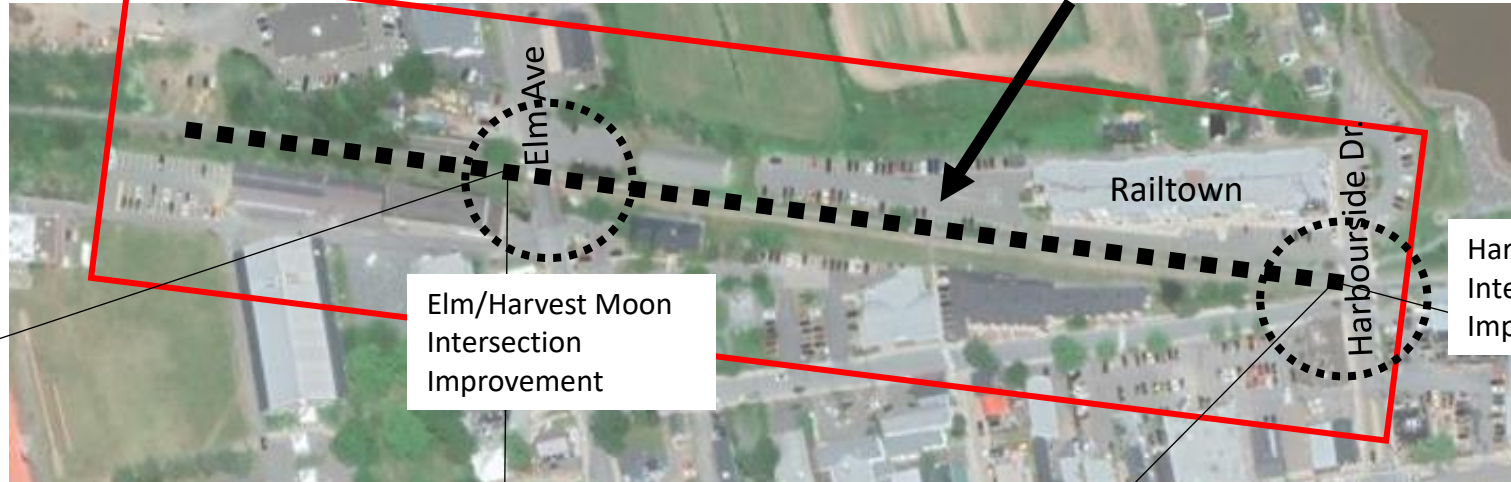 Elm Ave
Railtown
Harbourside Dr.
Elm/Harvest Moon
Intersection
Improvement